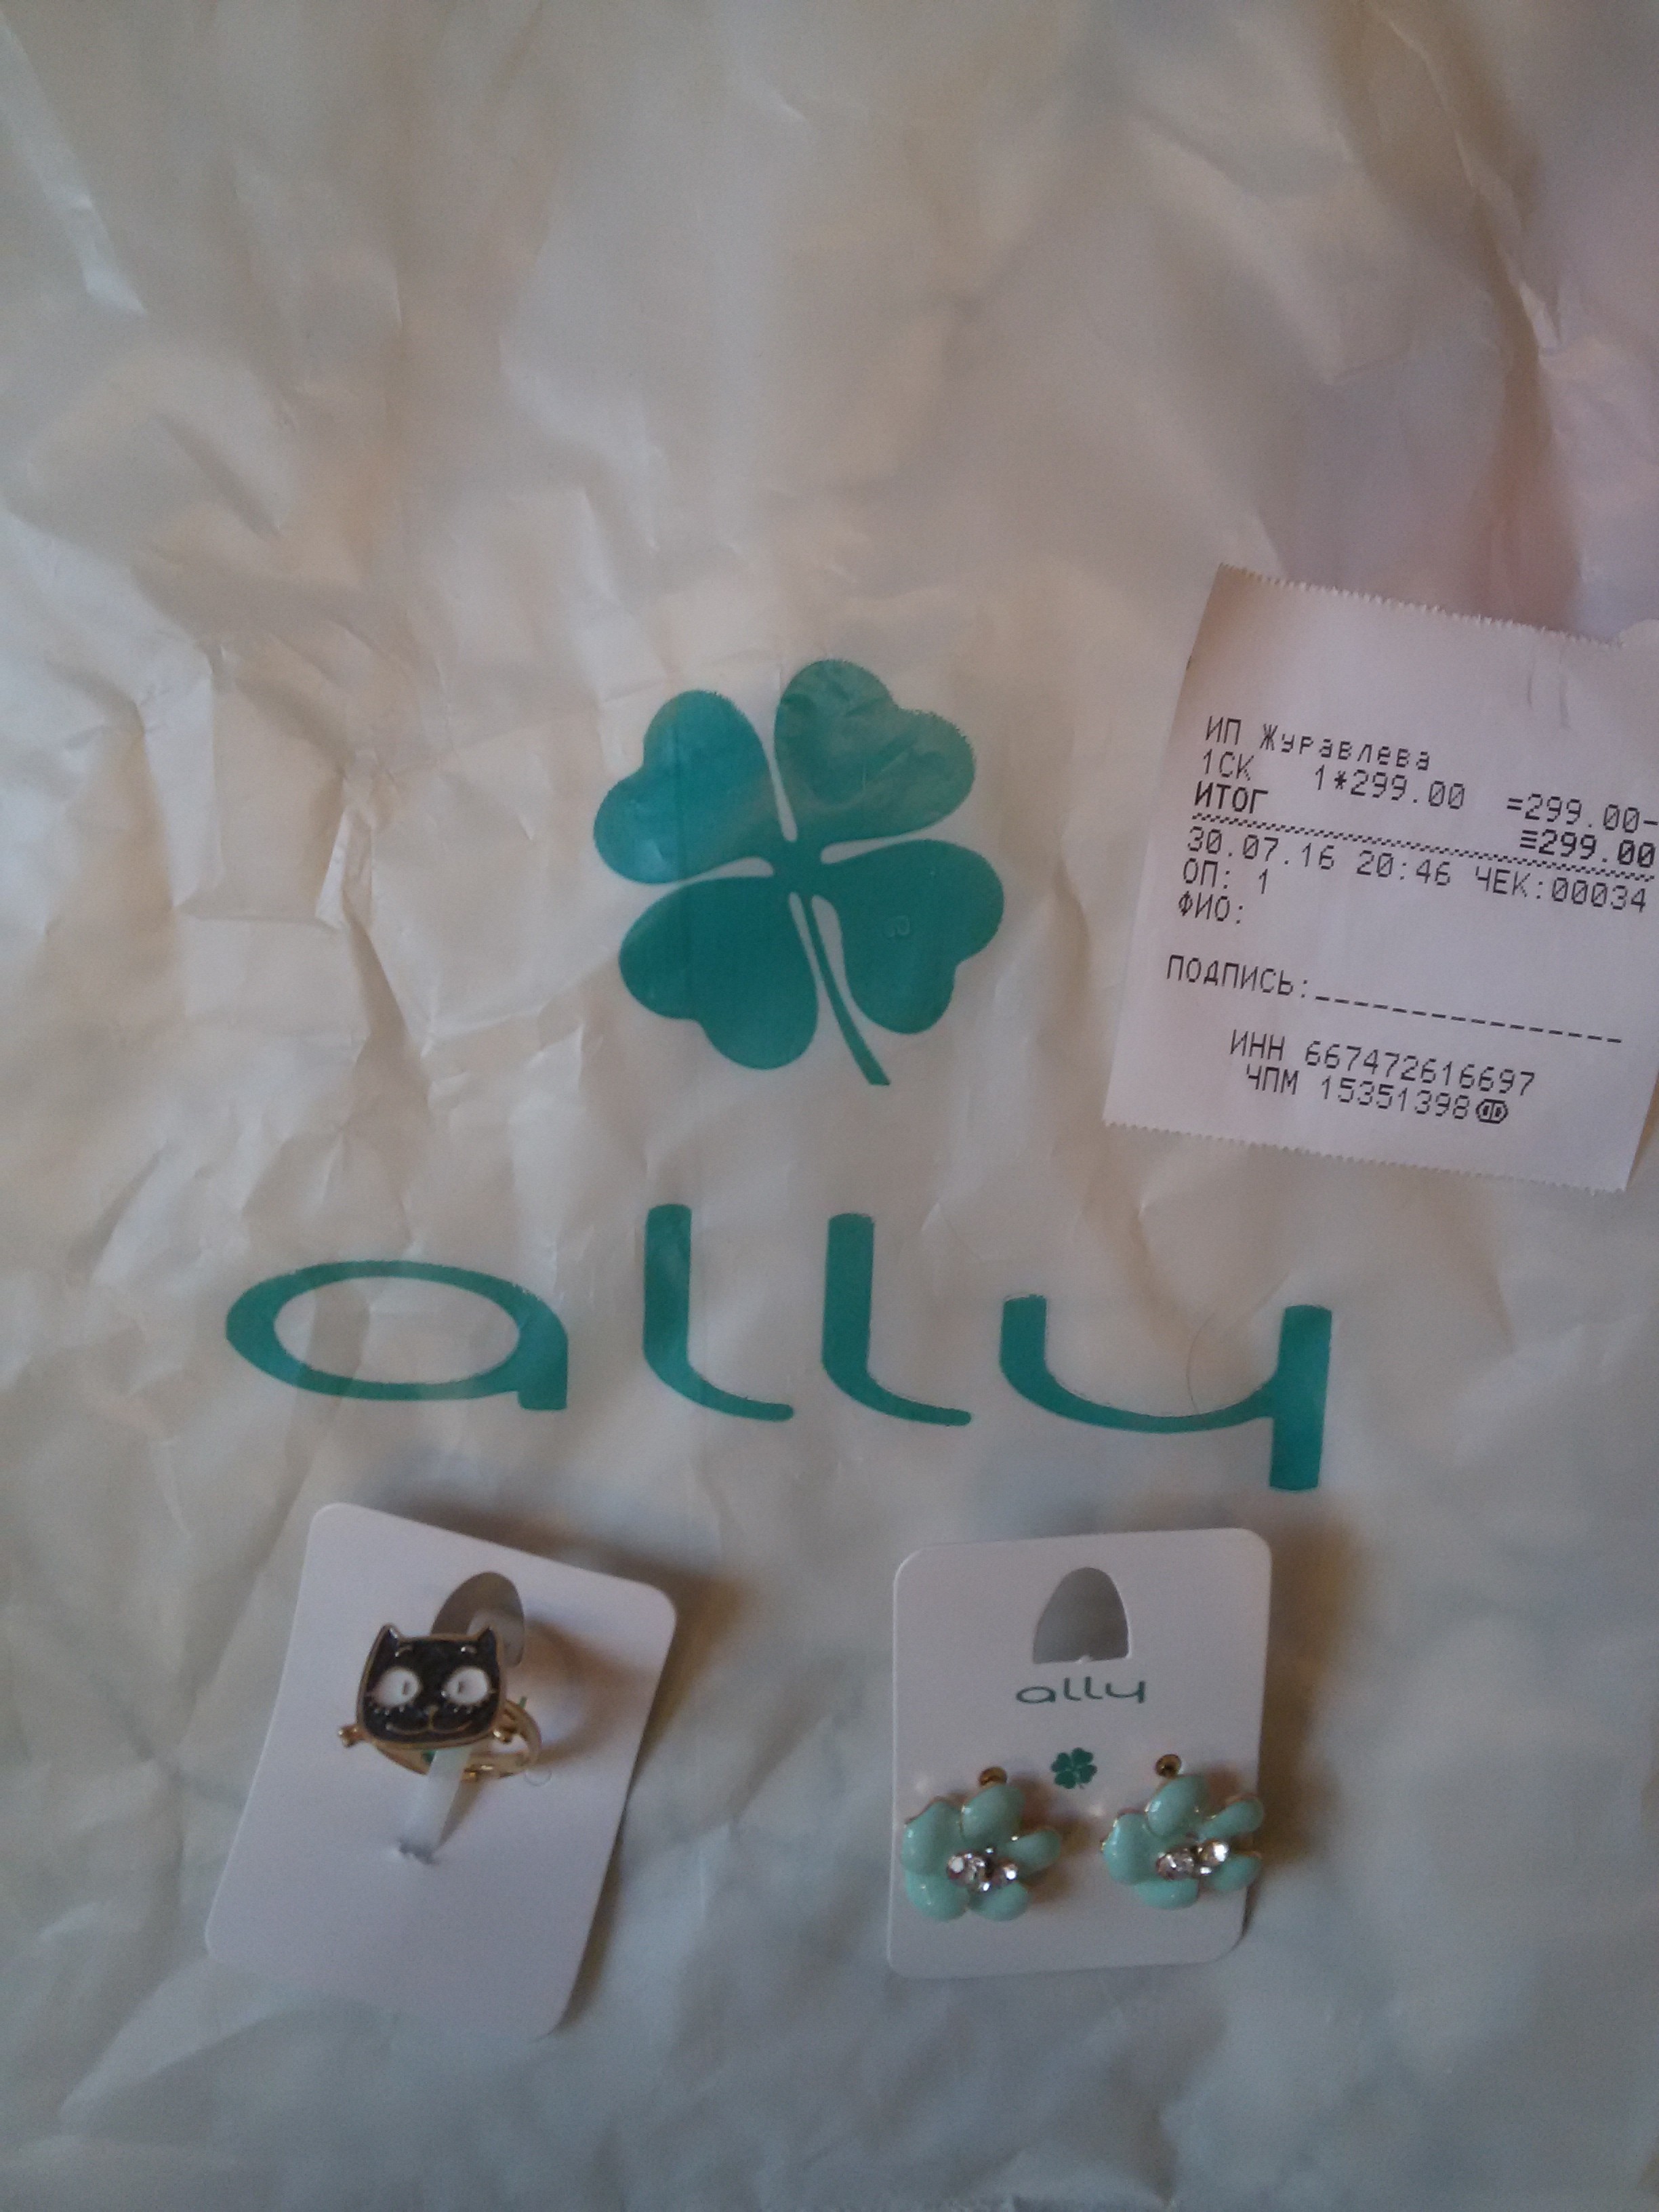 ИП Журавлева
1СК 1*299.00 =299.00-
ИТОГ ≡299.00
30.07.16 20:46 ЧЕК:00034
ОП: 1
ФИО:
ПОДПИСЬ:________________
ИНН 667472616697
ЧПМ 15351398
ally
ally